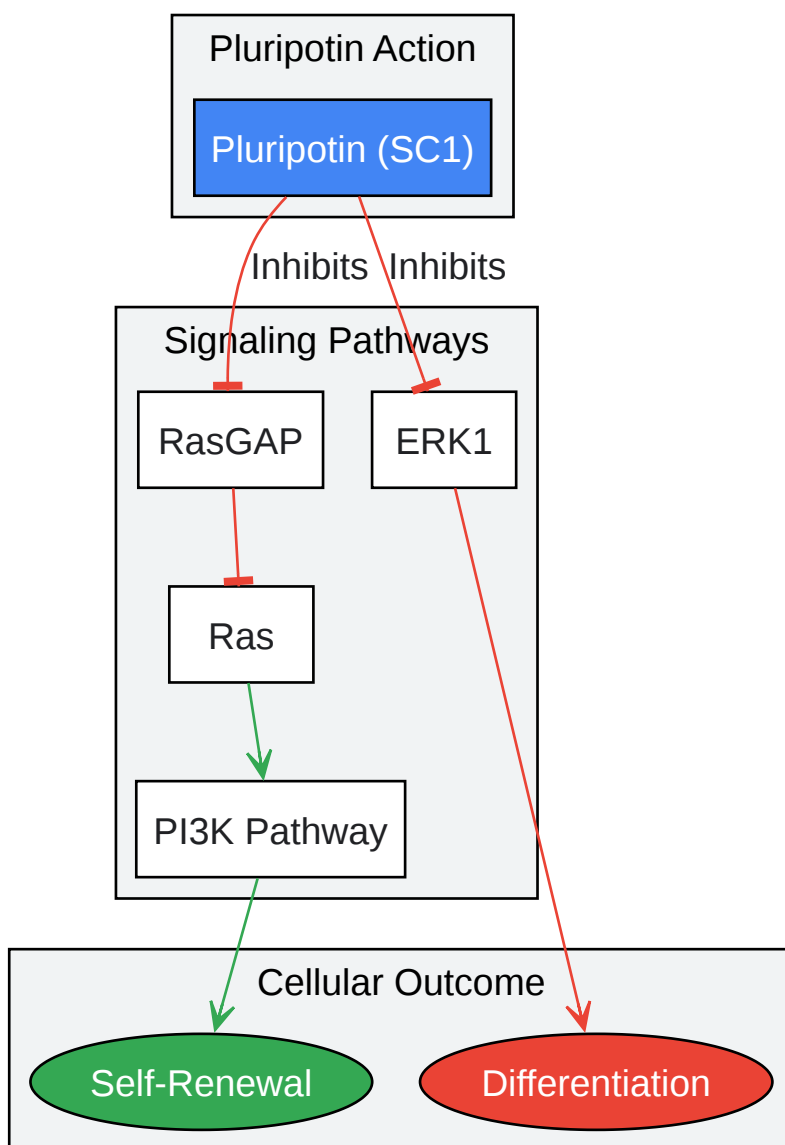 Pluripotin Action
Pluripotin (SC1)
Inhibits
Inhibits
Signaling Pathways
RasGAP
ERK1
Ras
PI3K Pathway
Cellular Outcome
Self-Renewal
Differentiation